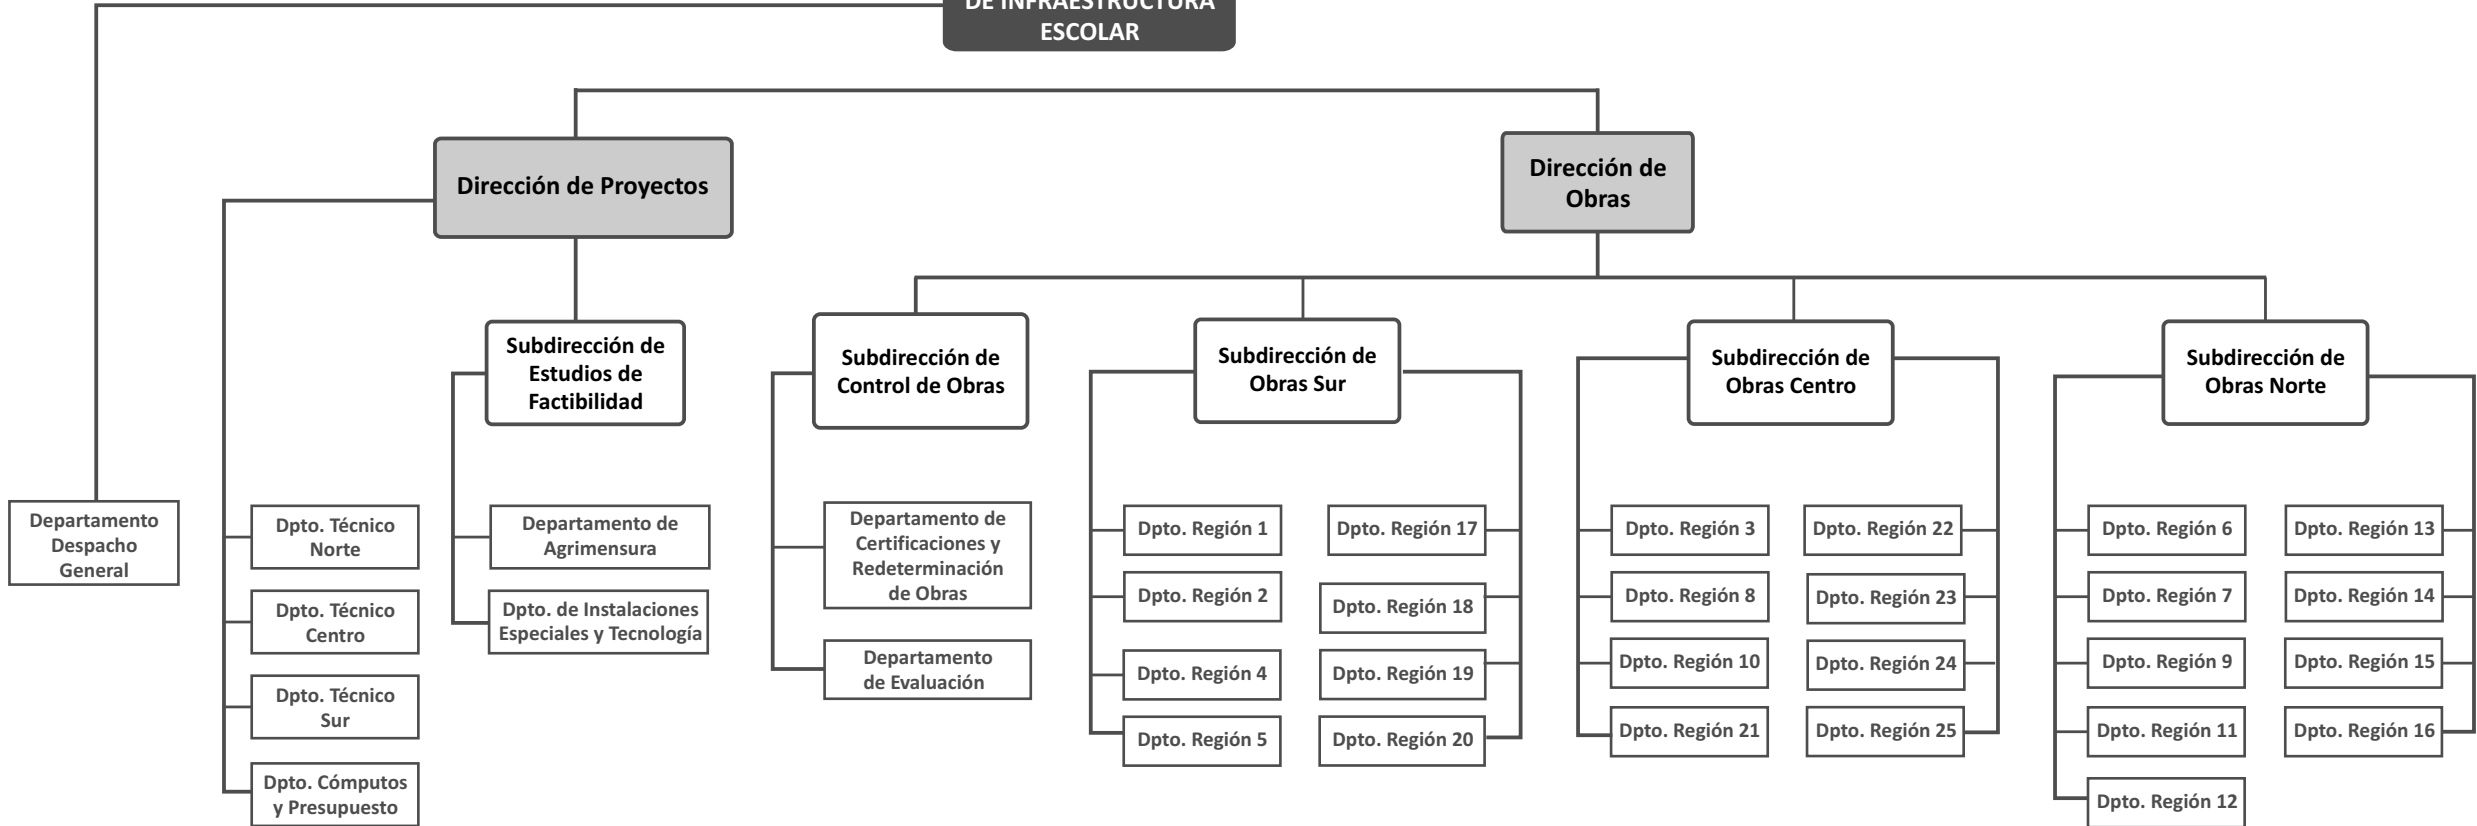 DE INFRAESTRUCTURA
ESCOLAR
Dirección de Proyectos
Dirección de
Obras
Subdirección de
Estudios de
Factibilidad
Subdirección de
Control de Obras
Subdirección de
Obras Sur
Subdirección de
Obras Centro
Subdirección de
Obras Norte
Departamento
Despacho
General
Dpto. Técnico
Norte
Dpto. Técnico
Centro
Dpto. Técnico
Sur
Dpto. Cómputos
y Presupuesto
Departamento de
Agrimensura
Dpto. de Instalaciones
Especiales y Tecnología
Departamento de
Certificaciones y
Redeterminación
de Obras
Departamento
de Evaluación
Dpto. Región 1
Dpto. Región 2
Dpto. Región 4
Dpto. Región 5
Dpto. Región 17
Dpto. Región 18
Dpto. Región 19
Dpto. Región 20
Dpto. Región 3
Dpto. Región 8
Dpto. Región 10
Dpto. Región 21
Dpto. Región 22
Dpto. Región 23
Dpto. Región 24
Dpto. Región 25
Dpto. Región 6
Dpto. Región 7
Dpto. Región 9
Dpto. Región 11
Dpto. Región 12
Dpto. Región 13
Dpto. Región 14
Dpto. Región 15
Dpto. Región 16